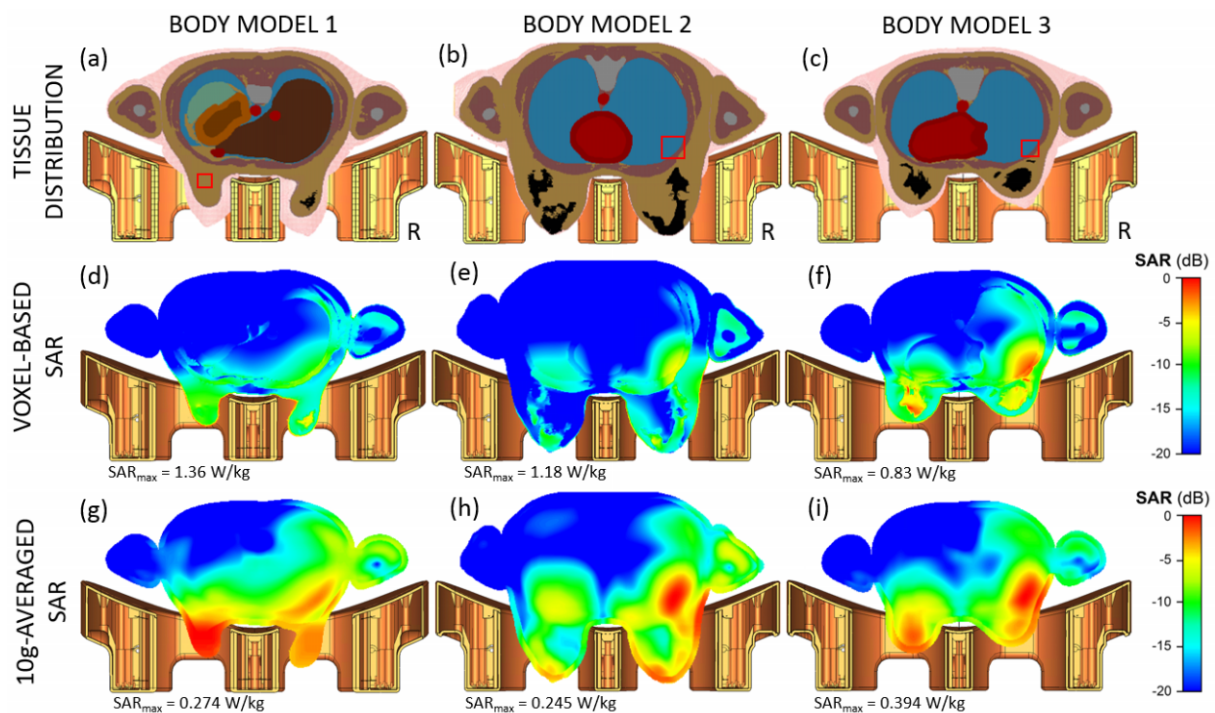 BODY MODEL 1
BODY MODEL 2
BODY MODEL 3
TISSUE
DISTRIBUTION
(a)
(b)
(c)
R
R
R
VOXEL-BASED
SAR
(d)
(e)
(f)
SAR (dB)
0
-5
-10
-15
-20
SARmax = 1.36 W/kg
SARmax = 1.18 W/kg
SARmax = 0.83 W/kg
10g-AVERAGED
SAR
(g)
(h)
(i)
SAR (dB)
0
-5
-10
-15
-20
SARmax = 0.274 W/kg
SARmax = 0.245 W/kg
SARmax = 0.394 W/kg